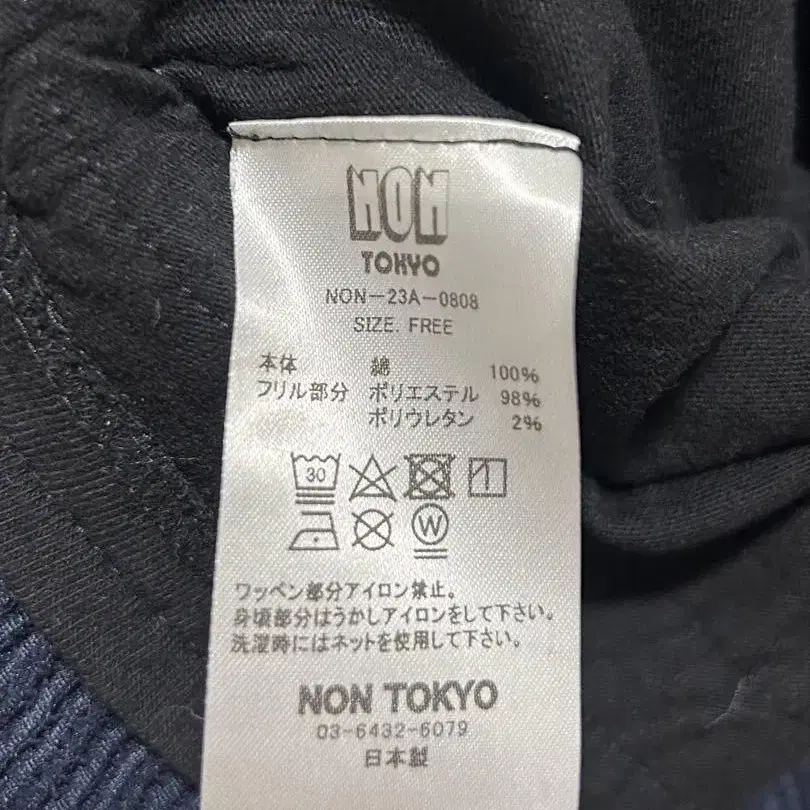 NON
TOKYO
NON-23A-0808
SIZE. FREE
本体 綿 100%
フリル部分 ポリエステル 98%
ポリウレタン 2%
30
W
ワッペン部分アイロン禁止。
身頃部分はうかしアイロンをして下さい。
洗濯時にはネットを使用して下さい。
NON TOKYO
03-6432-6079
日本製